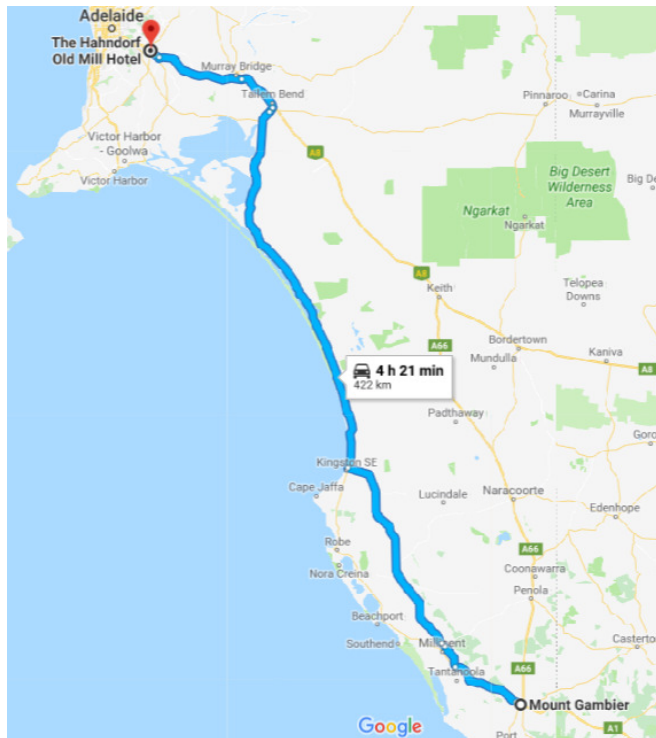 Adelaide
The Hahndorf
Old Mill Hotel
Murray Bridge
Tailem Bend
Pinnaroo
Carina
Murrayville
Victor Harbor
- Goolwa
Victor Harbor
A8
Big Desert
Wilderness
Area
Big De
Ngarkat
Ngarkat
A8
Keith
Telopea
Downs
A66
Bordertown
Mundulla
Kaniva
A8
4 h 21 min
422 km
Padthaway
Goro
Kingston SE
Cape Jaffa
Lucindale
Naracoorte
Edenhope
Robe
Nora Creina
A66
Coonawarra
Penola
Beachport
Southend
Millicent
Casterto
Tantanoola
A66
Mount Gambier
A1
Port
Google